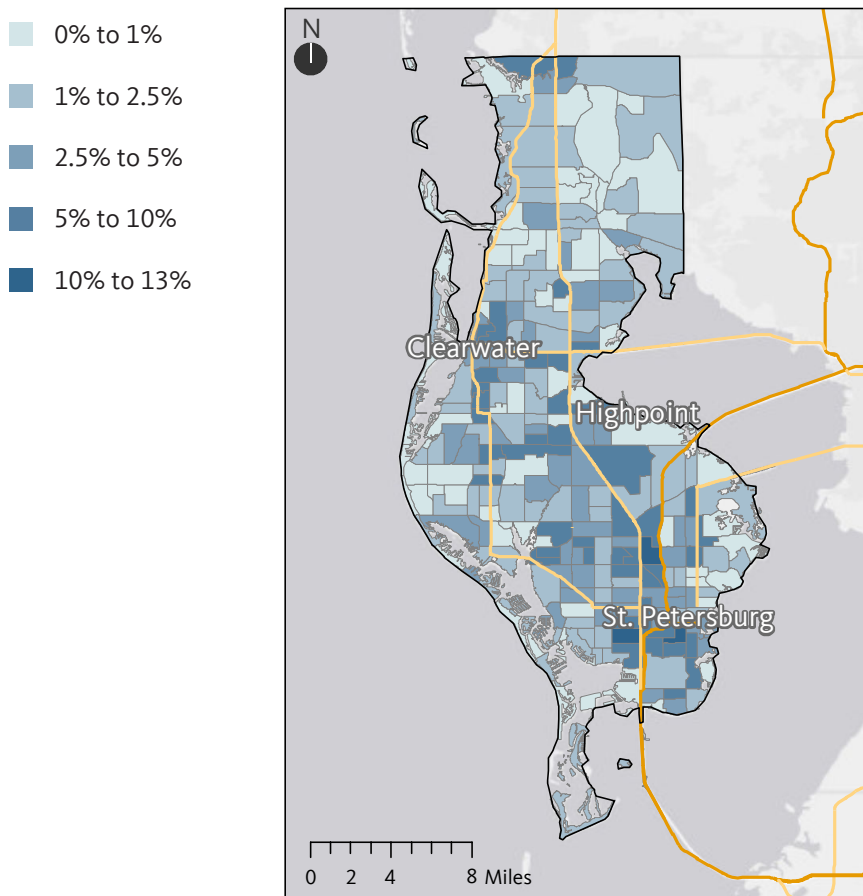 0% to 1%
1% to 2.5%
2.5% to 5%
5% to 10%
10% to 13%
N
Clearwater
Highpoint
St. Petersburg
0 2 4 8 Miles